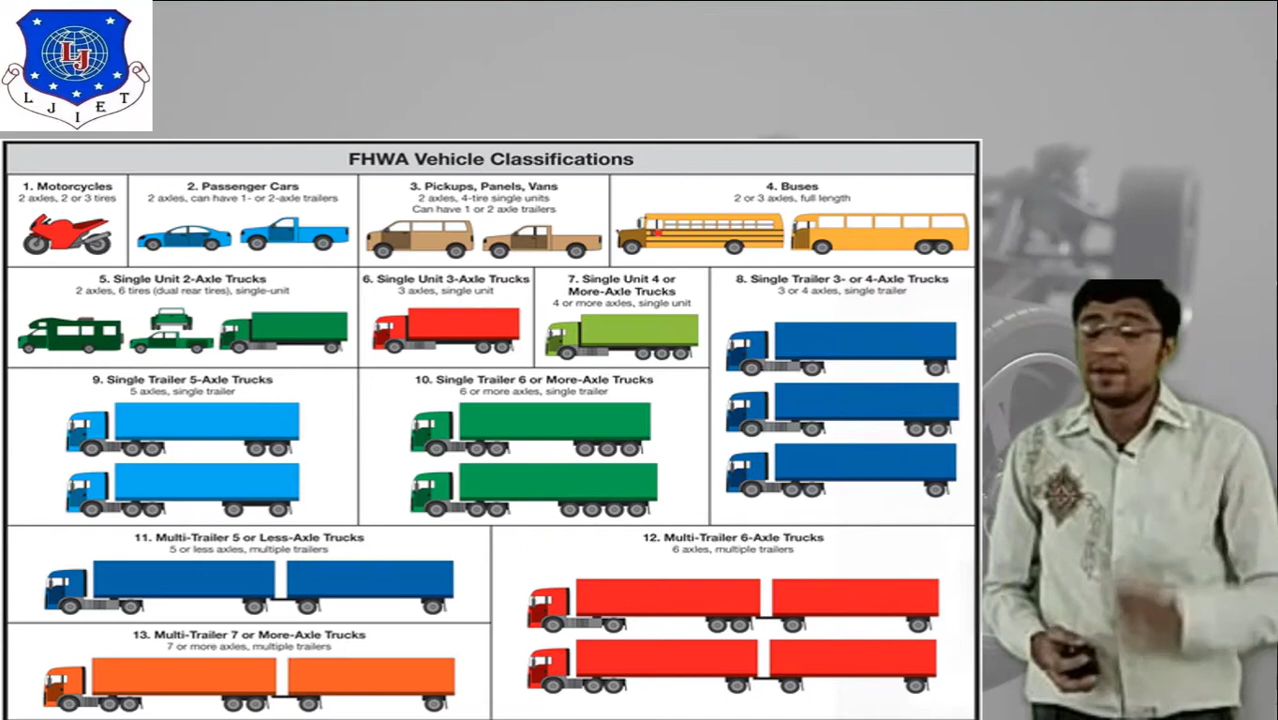 LJ
LJIET
FHWA Vehicle Classifications
1. Motorcycles
2 axles, 2 or 3 tires
2. Passenger Cars
2 axles, can have 1- or 2-axle trailers
3. Pickups, Panels, Vans
2 axles, 4-tire single units
Can have 1 or 2 axle trailers
4. Buses
2 or 3 axles, full length
5. Single Unit 2-Axle Trucks
2 axles, 6 tires (dual rear tires), single-unit
6. Single Unit 3-Axle Trucks
3 axles, single unit
7. Single Unit 4 or
More-Axle Trucks
4 or more axles, single unit
8. Single Trailer 3- or 4-Axle Trucks
3 or 4 axles, single trailer
9. Single Trailer 5-Axle Trucks
5 axles, single trailer
10. Single Trailer 6 or More-Axle Trucks
6 or more axles, single trailer
11. Multi-Trailer 5 or Less-Axle Trucks
5 or less axles, multiple trailers
12. Multi-Trailer 6-Axle Trucks
6 axles, multiple trailers
13. Multi-Trailer 7 or More-Axle Trucks
7 or more axles, multiple trailers